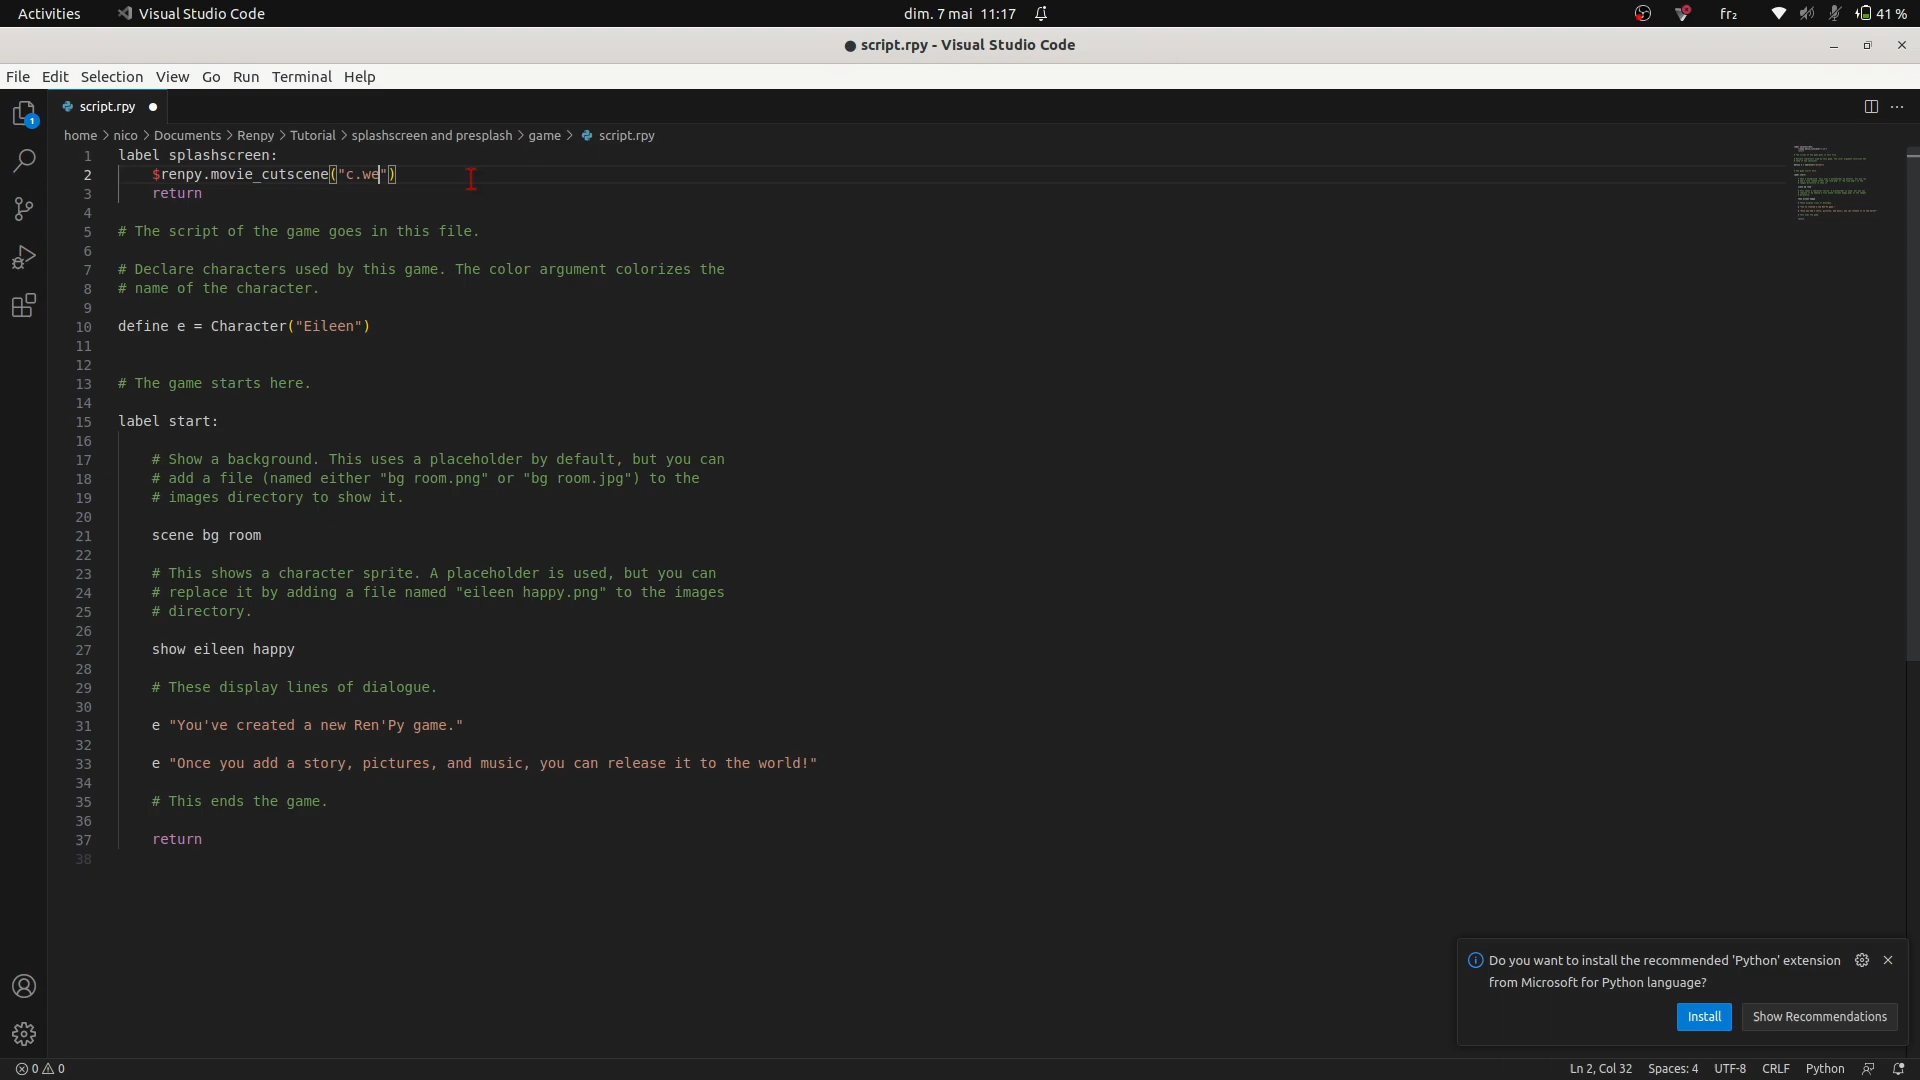 Activities Visual Studio Code dim. 7 mai 11:17 fr₂ 41 %
● script.rpy - Visual Studio Code
File Edit Selection View Go Run Terminal Help
script.rpy ●
home > nico > Documents > Renpy > Tutorial > splashscreen and presplash > game > script.rpy
1
1 label splashscreen:
2 $renpy.movie_cutscene("c.we")
3 return
4
5 # The script of the game goes in this file.
6
7 # Declare characters used by this game. The color argument colorizes the
8 # name of the character.
9
10 define e = Character("Eileen")
11
12
13 # The game starts here.
14
15 label start:
16
17 # Show a background. This uses a placeholder by default, but you can
18 # add a file (named either "bg room.png" or "bg room.jpg") to the
19 # images directory to show it.
20
21 scene bg room
22
23 # This shows a character sprite. A placeholder is used, but you can
24 # replace it by adding a file named "eileen happy.png" to the images
25 # directory.
26
27 show eileen happy
28
29 # These display lines of dialogue.
30
31 e "You've created a new Ren'Py game."
32
33 e "Once you add a story, pictures, and music, you can release it to the world!"
34
35 # This ends the game.
36
37 return
38
Do you want to install the recommended 'Python' extension
from Microsoft for Python language?
Install Show Recommendations
0 0 Ln 2, Col 32 Spaces: 4 UTF-8 CRLF Python